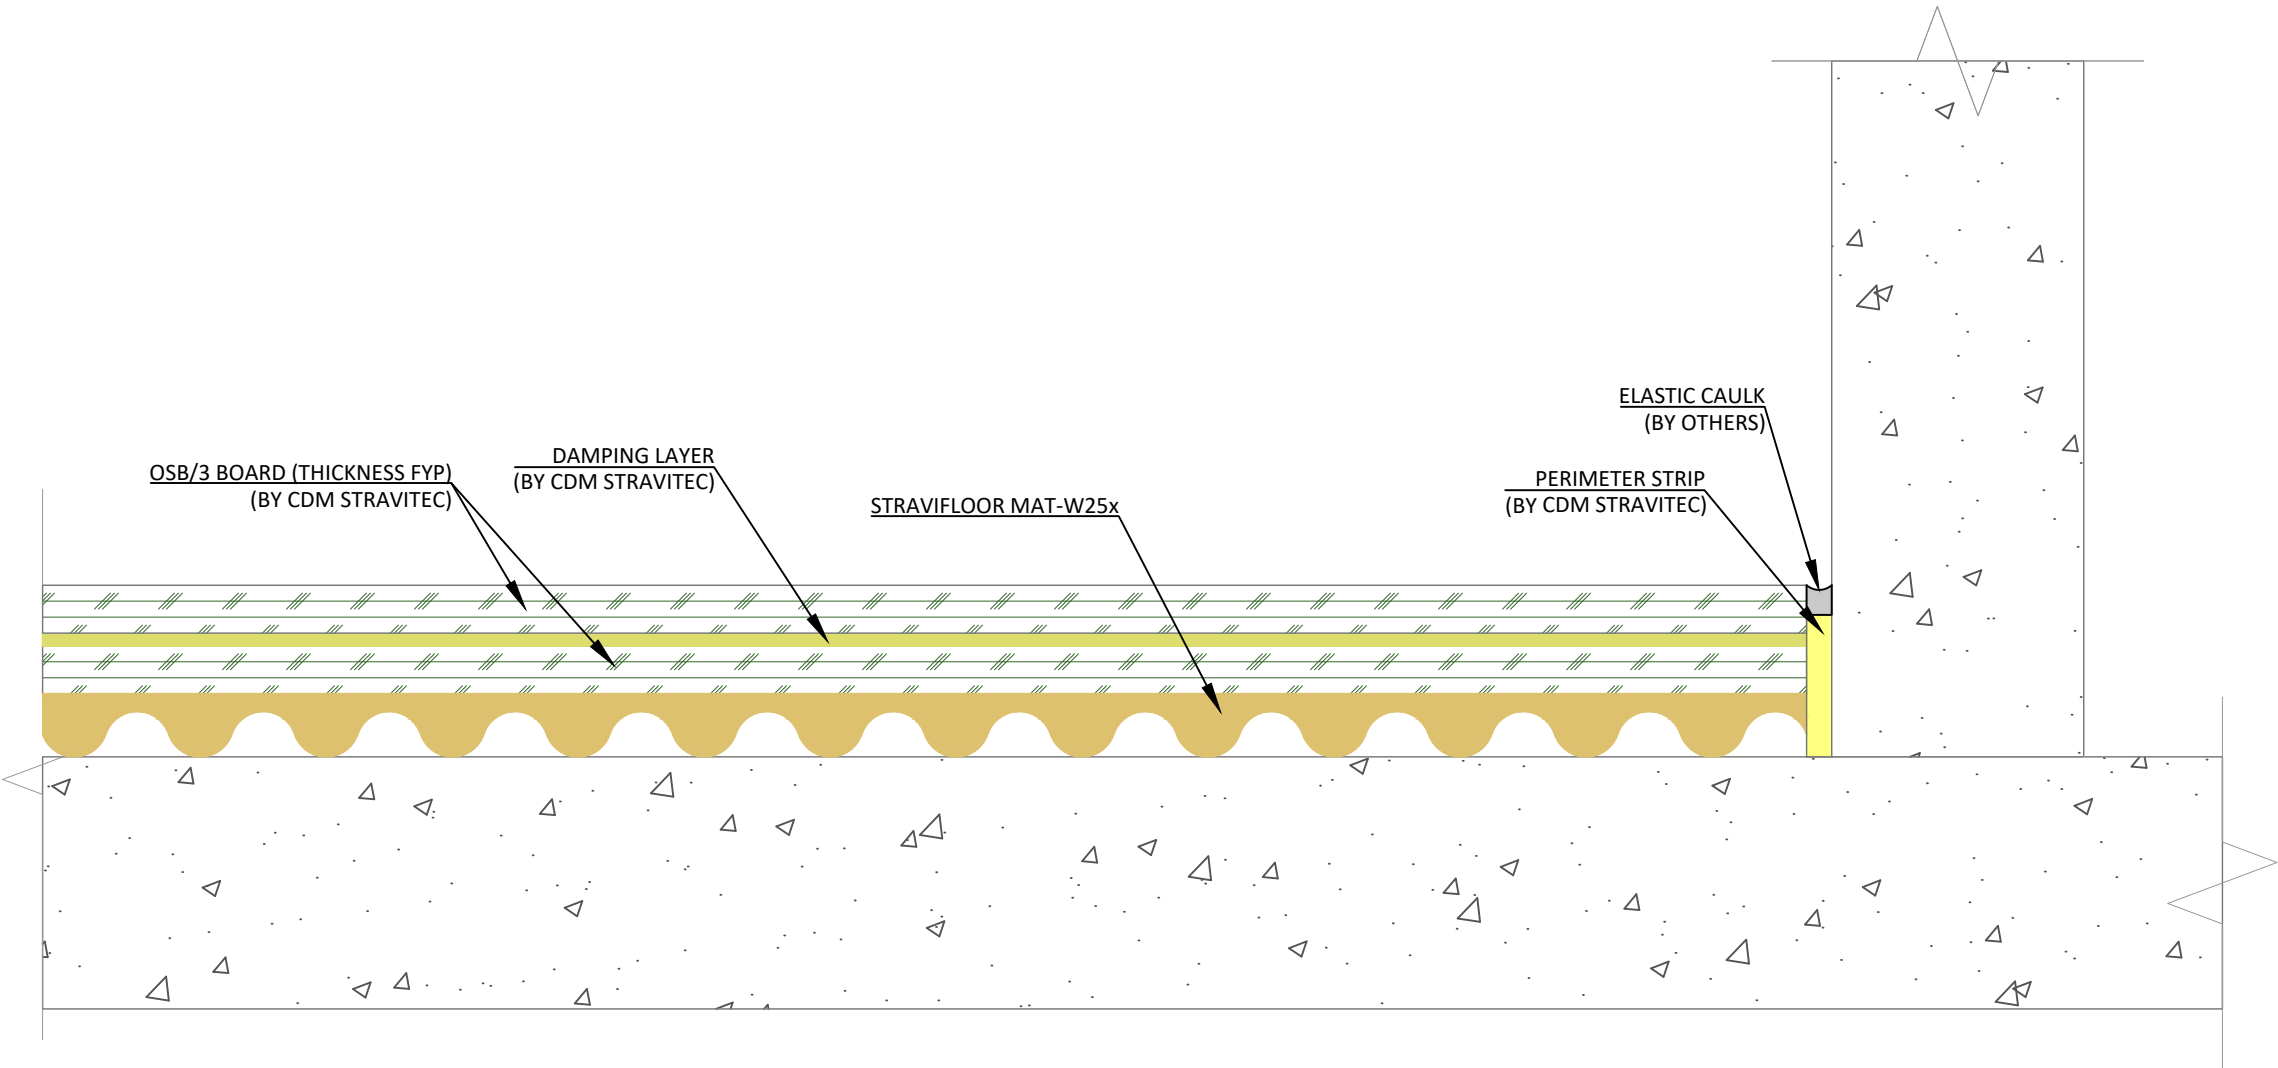 ELASTIC CAULK
(BY OTHERS)
DAMPING LAYER
(BY CDM STRAVITEC)
OSB/3 BOARD (THICKNESS FYP)
(BY CDM STRAVITEC)
PERIMETER STRIP
(BY CDM STRAVITEC)
STRAVIFLOOR MAT-W25x